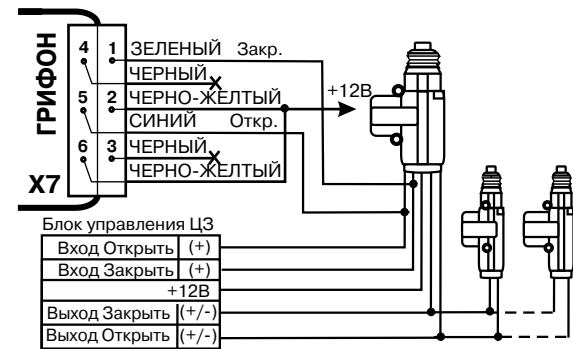 ГРИФОН
X7
4 1 ЗЕЛЕНЫЙ Закр.
ЧЕРНЫЙ
5 2 ЧЕРНО-ЖЕЛТЫЙ
+12В
СИНИЙ Откр.
6 3 ЧЕРНЫЙ
ЧЕРНО-ЖЕЛТЫЙ
Блок управления ЦЗ
Вход Открыть (+)
Вход Закрыть (+)
+12В
Выход Закрыть (+/-)
Выход Открыть (+/-)